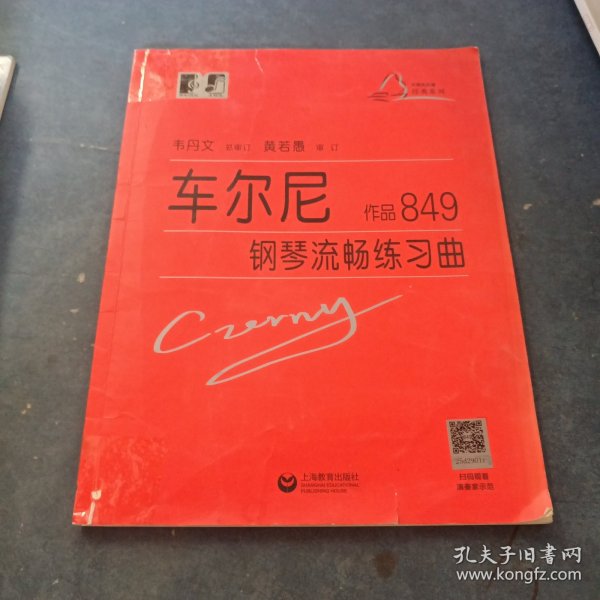 韦丹文 总审订 黄若愚 审订
车尔尼 作品849
钢琴流畅练习曲
Czerny
上海教育出版社
SHANGHAI EDUCATIONAL
PUBLISHING HOUSE
扫码观看
演奏家示范
孔夫子旧书网
www.kongfz.com